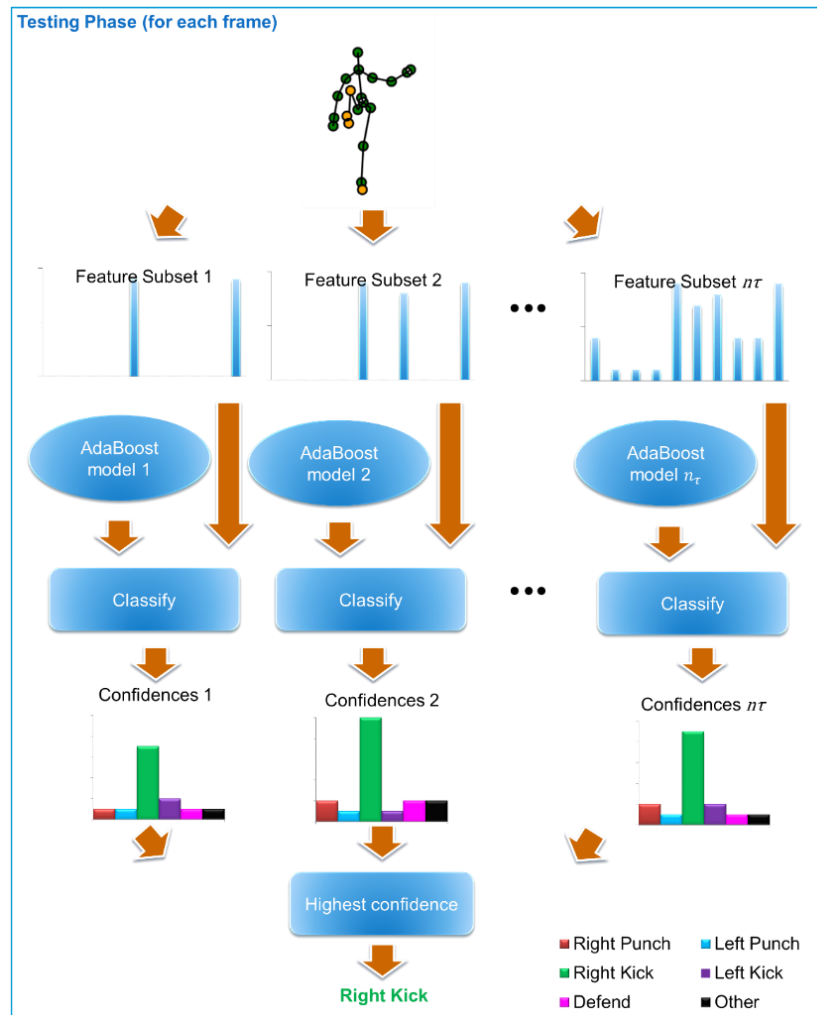 Testing Phase (for each frame)
Feature Subset 1
Feature Subset 2
Feature Subset nτ
•••
AdaBoost
model 1
AdaBoost
model 2
AdaBoost
model nτ
Classify
Classify
•••
Classify
Confidences 1
Confidences 2
Confidences nτ
Highest confidence
Right Kick
Right Punch
Left Punch
Right Kick
Left Kick
Defend
Other